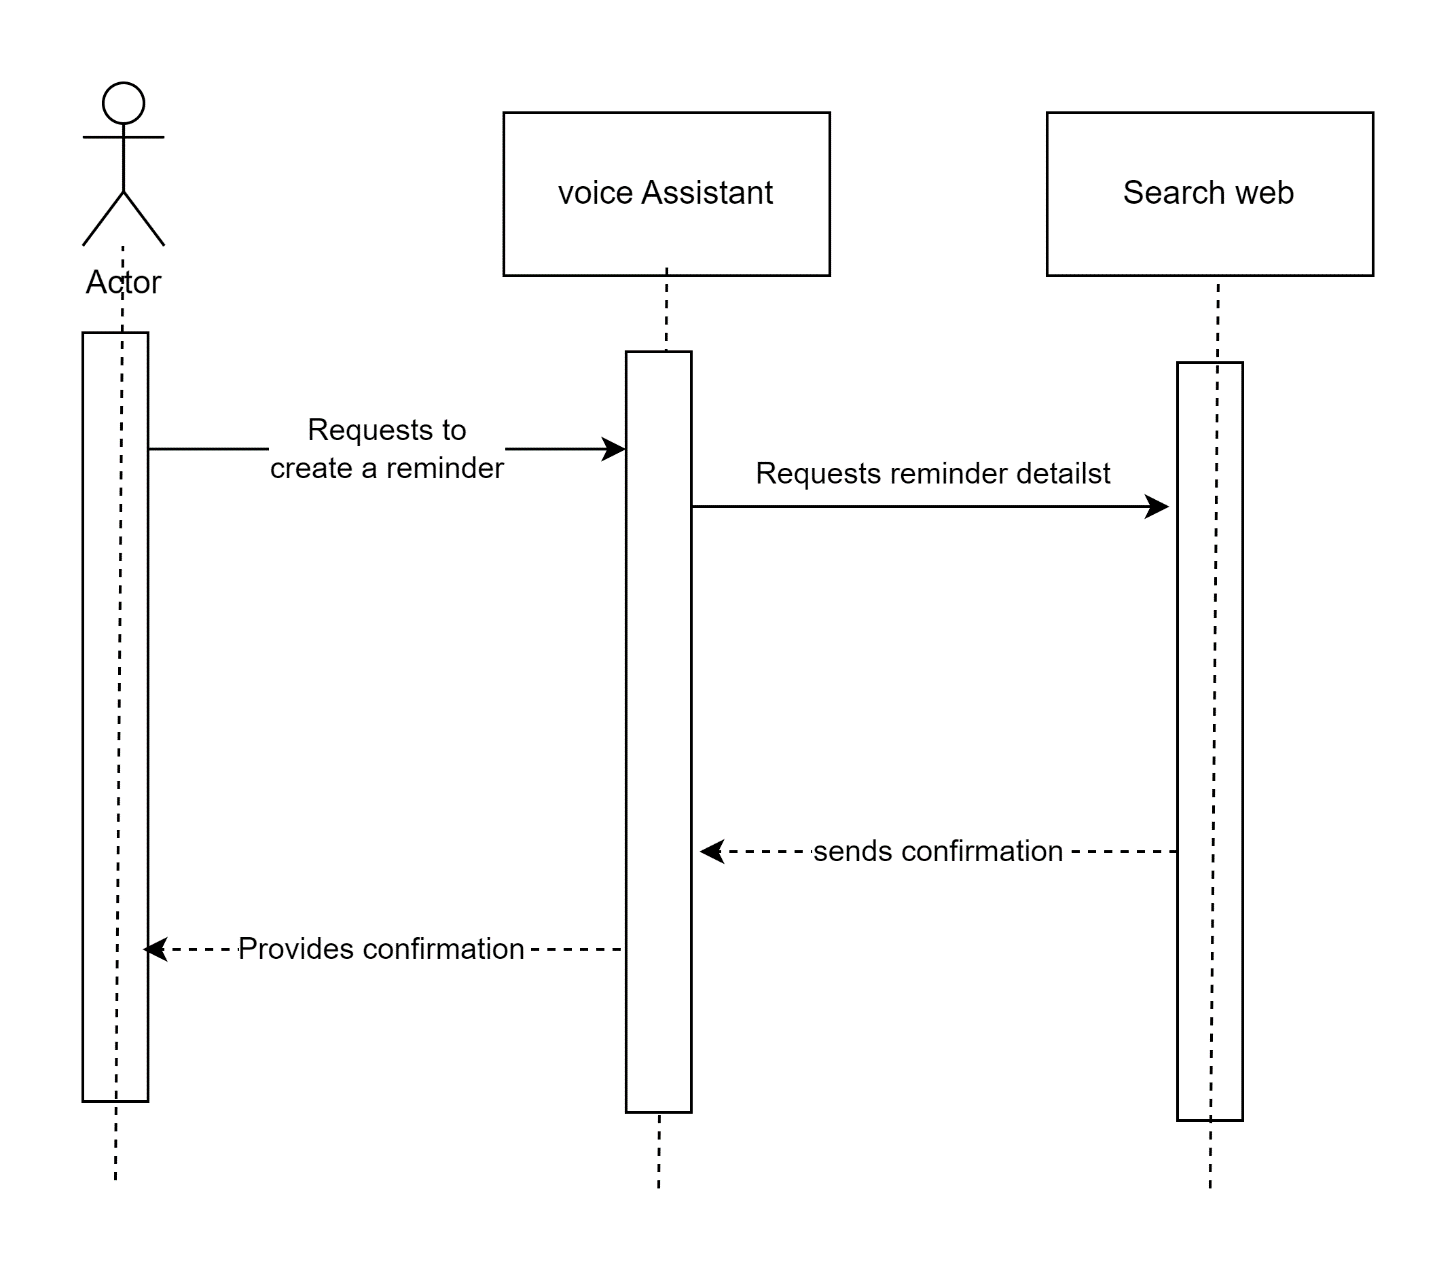 Actor
voice Assistant
Search web
Requests to
create a reminder
Requests reminder detailst
sends confirmation
Provides confirmation